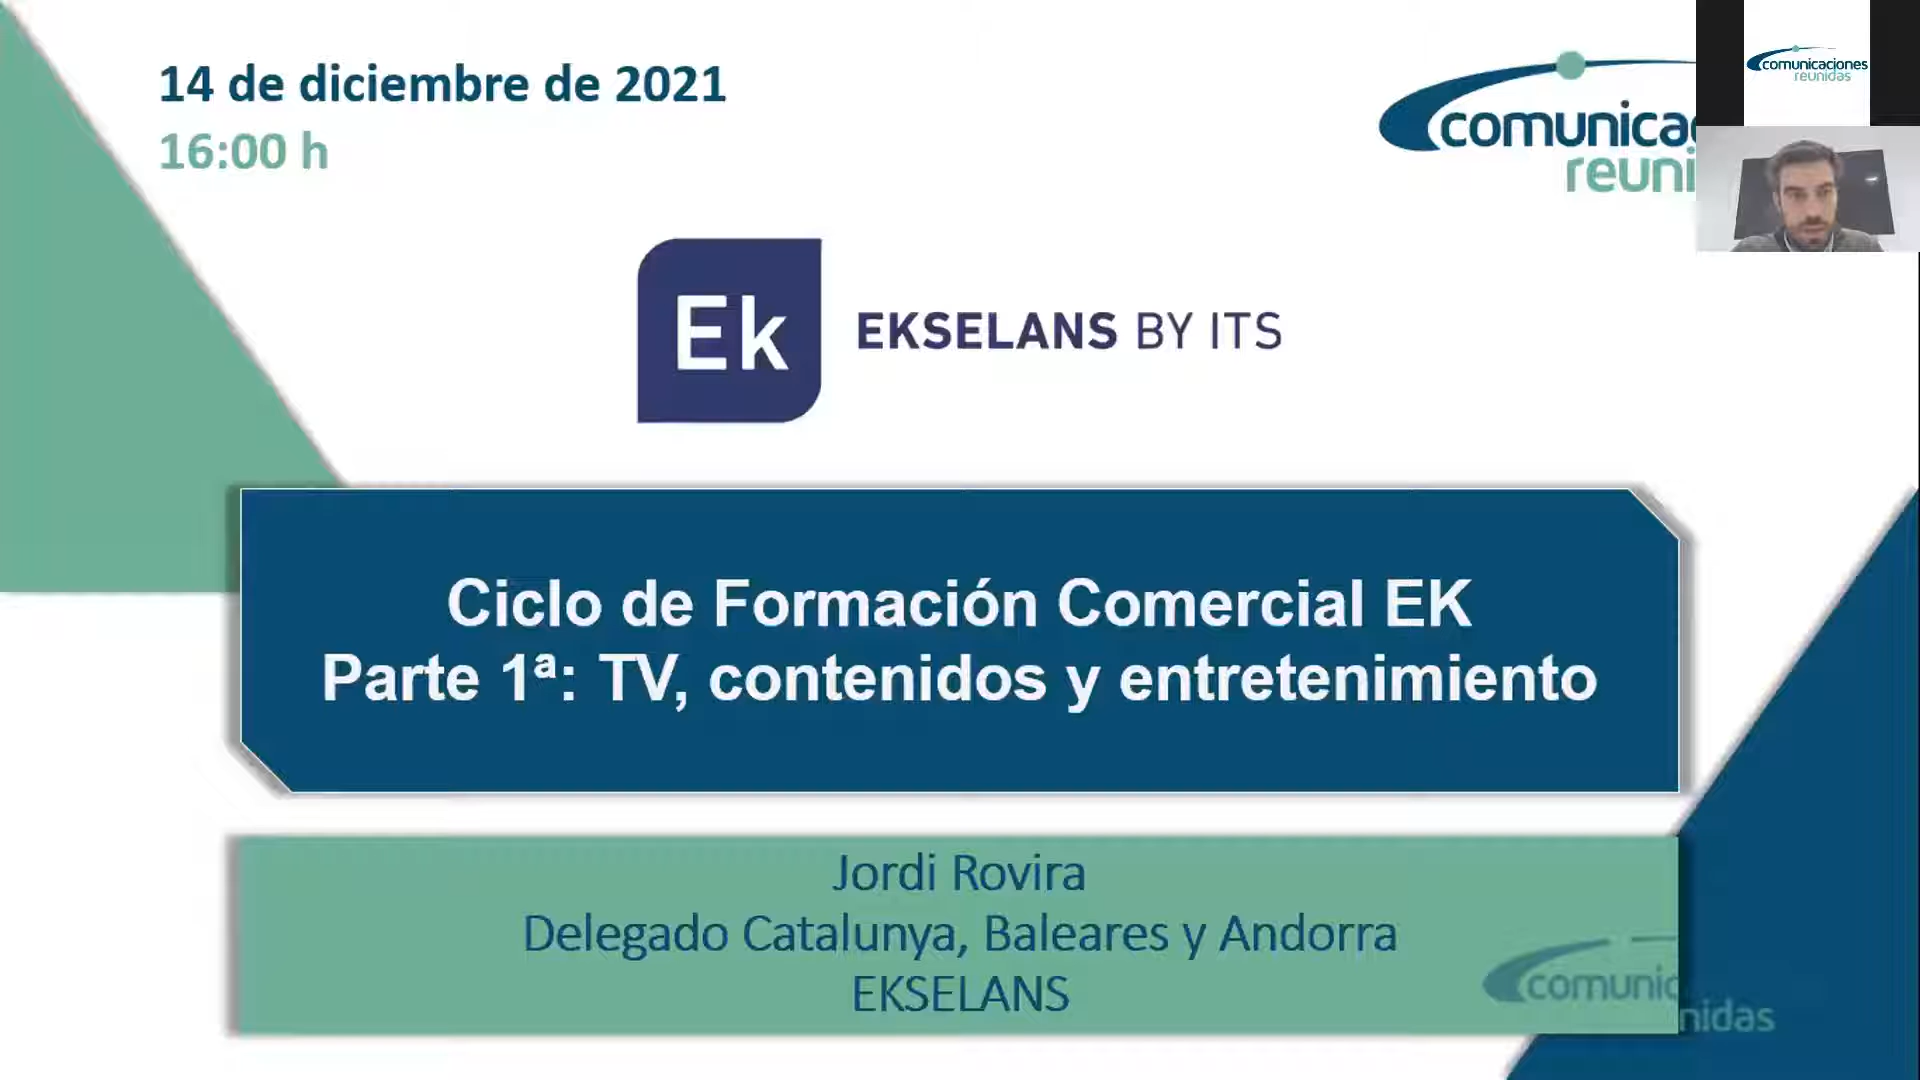 14 de diciembre de 2021
16:00 h
comunica
reuni
comunicaciones
reunidas
Ek
EKSELANS BY ITS
Ciclo de Formación Comercial EK
Parte 1ª: TV, contenidos y entretenimiento
Jordi Rovira
Delegado Catalunya, Baleares y Andorra
EKSELANS
comunic
nidas